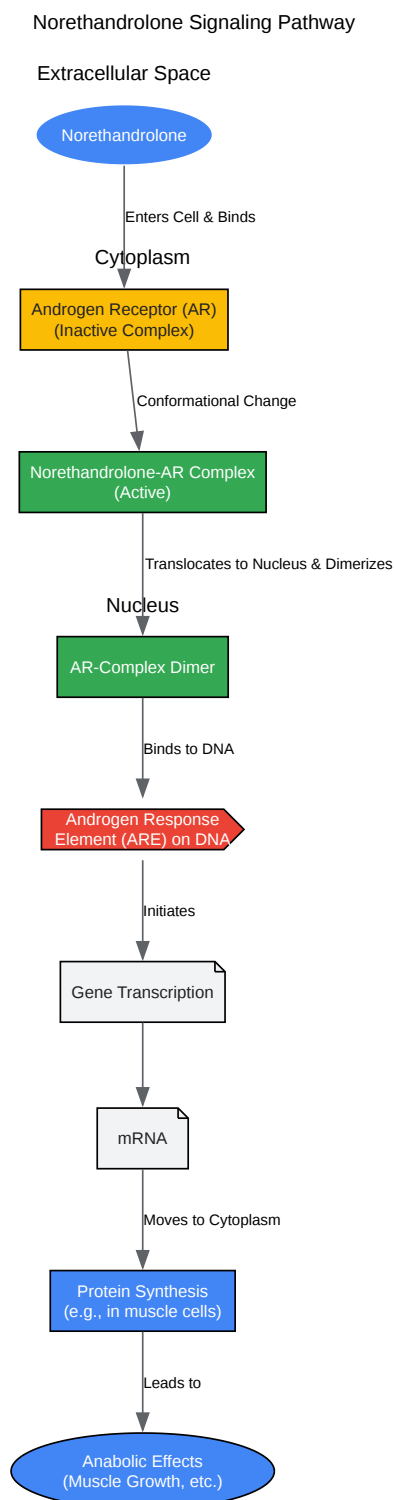 Norethandrolone Signaling Pathway
Extracellular Space
Norethandrolone
Enters Cell & Binds
Cytoplasm
Androgen Receptor (AR)
(Inactive Complex)
Conformational Change
Norethandrolone-AR Complex
(Active)
Translocates to Nucleus & Dimerizes
Nucleus
AR-Complex Dimer
Binds to DNA
Androgen Response
Element (ARE) on DNA
Initiates
Gene Transcription
mRNA
Moves to Cytoplasm
Protein Synthesis
(e.g., in muscle cells)
Leads to
Anabolic Effects
(Muscle Growth, etc.)